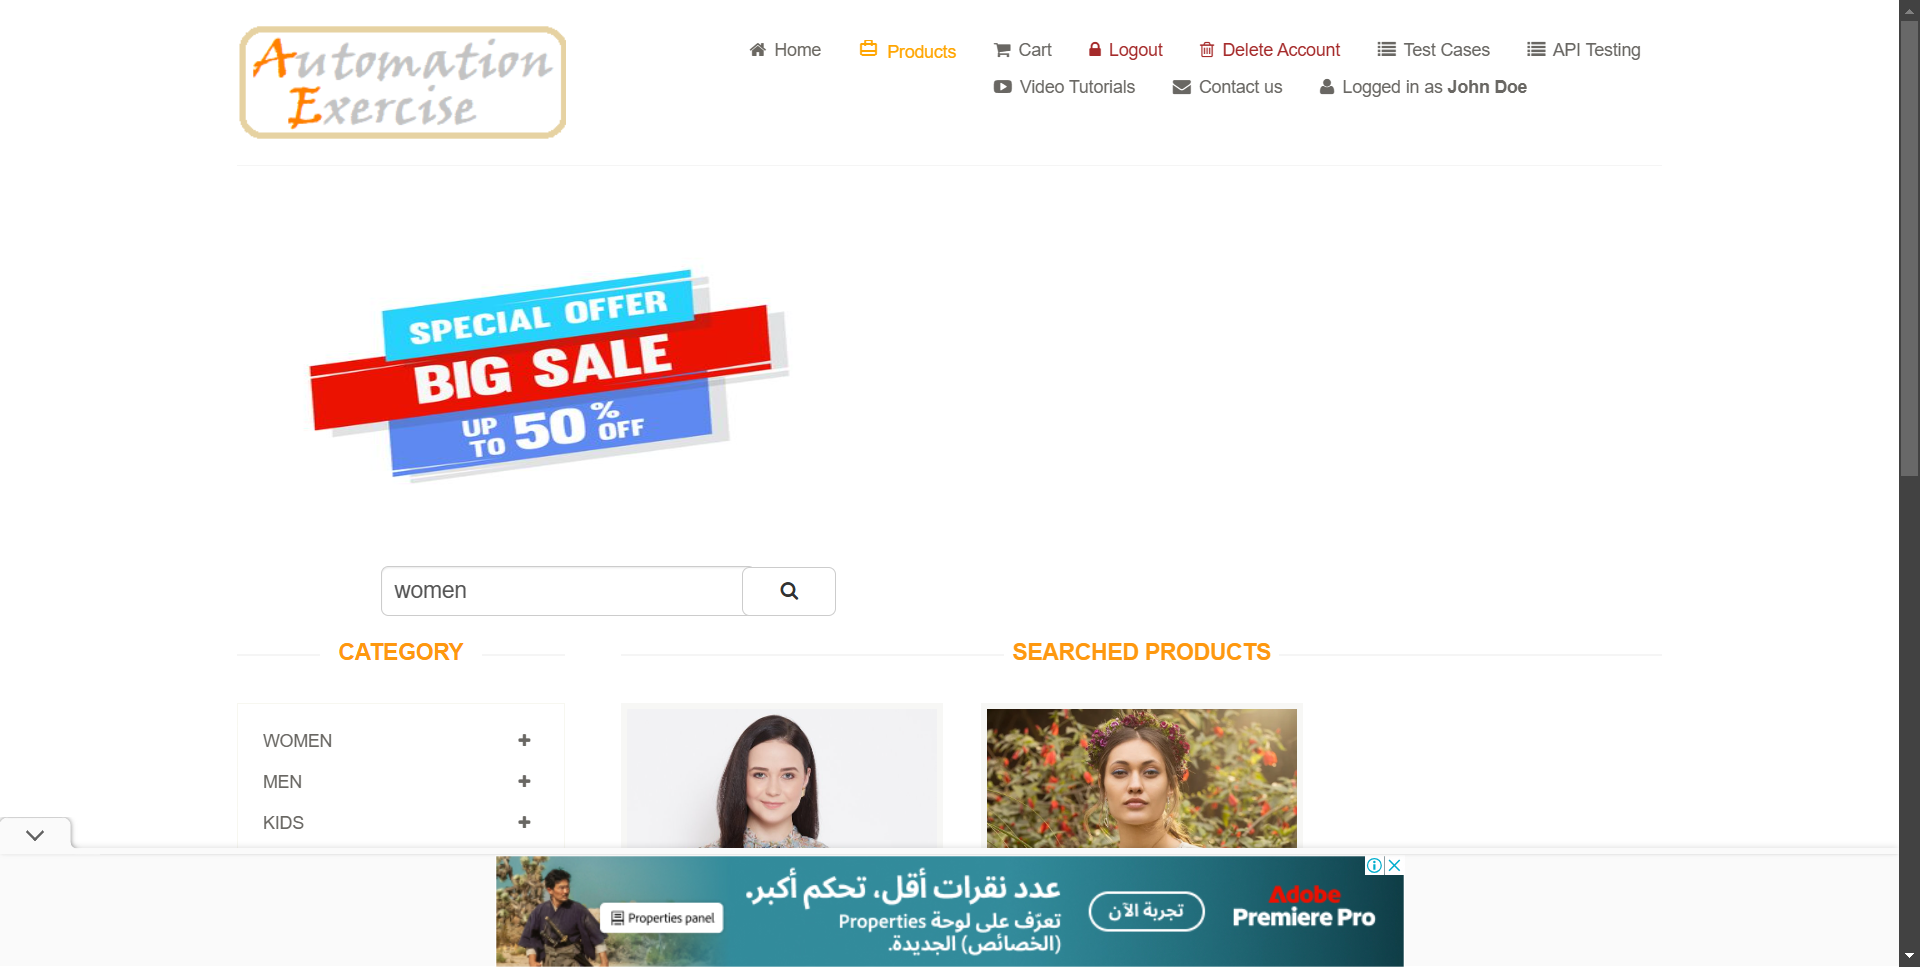 Automation
Exercise
Home
Products
Cart
Logout
Delete Account
Test Cases
API Testing
Video Tutorials
Contact us
Logged in as John Doe
SPECIAL OFFER
BIG SALE
UP TO 50% OFF
women
CATEGORY
SEARCHED PRODUCTS
WOMEN
MEN
KIDS
Properties panel
عدد نقرات أقل، تحكم أكبر.
تعرّف على لوحة Properties
(الخصائص) الجديدة.
تجربة الآن
Adobe
Premiere Pro